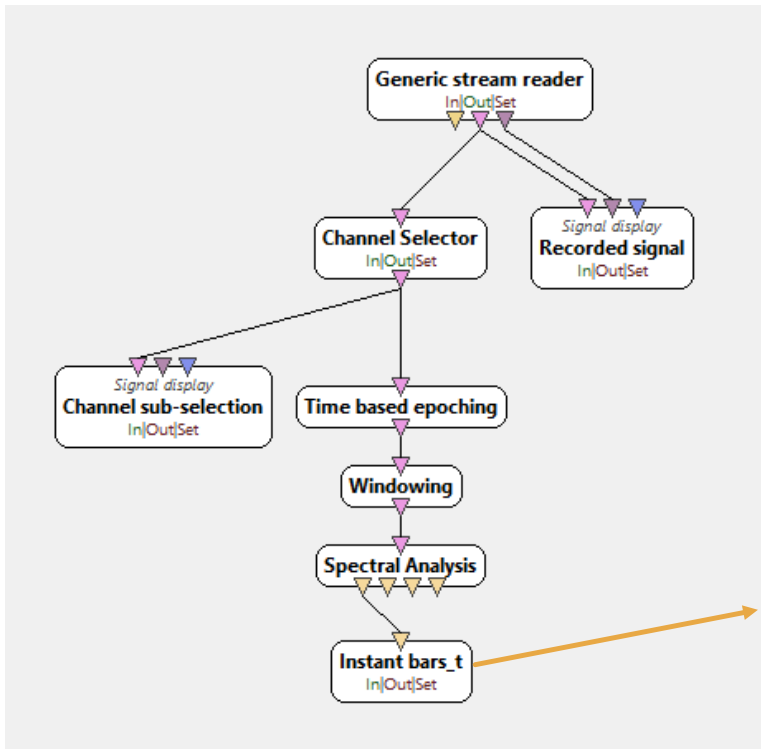 Generic stream reader
In|Out|Set
Signal display
Channel Selector
Recorded signal
In|Out|Set
In|Out|Set
Signal display
Channel sub-selection
Time based epoching
In|Out|Set
Windowing
Spectral Analysis
Instant bars_t
In|Out|Set